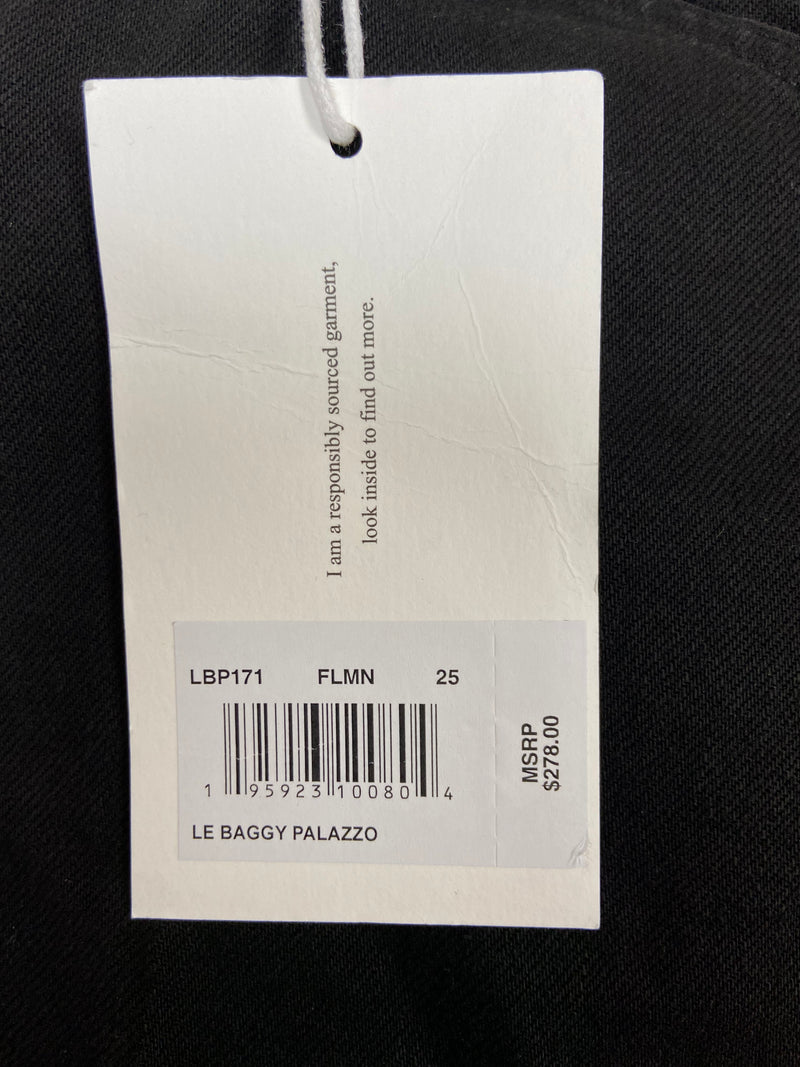 I am a responsibly sourced garment,
look inside to find out more.
LBP171 FLMN 25
1 95923 10080 4
LE BAGGY PALAZZO
MSRP
$278.00